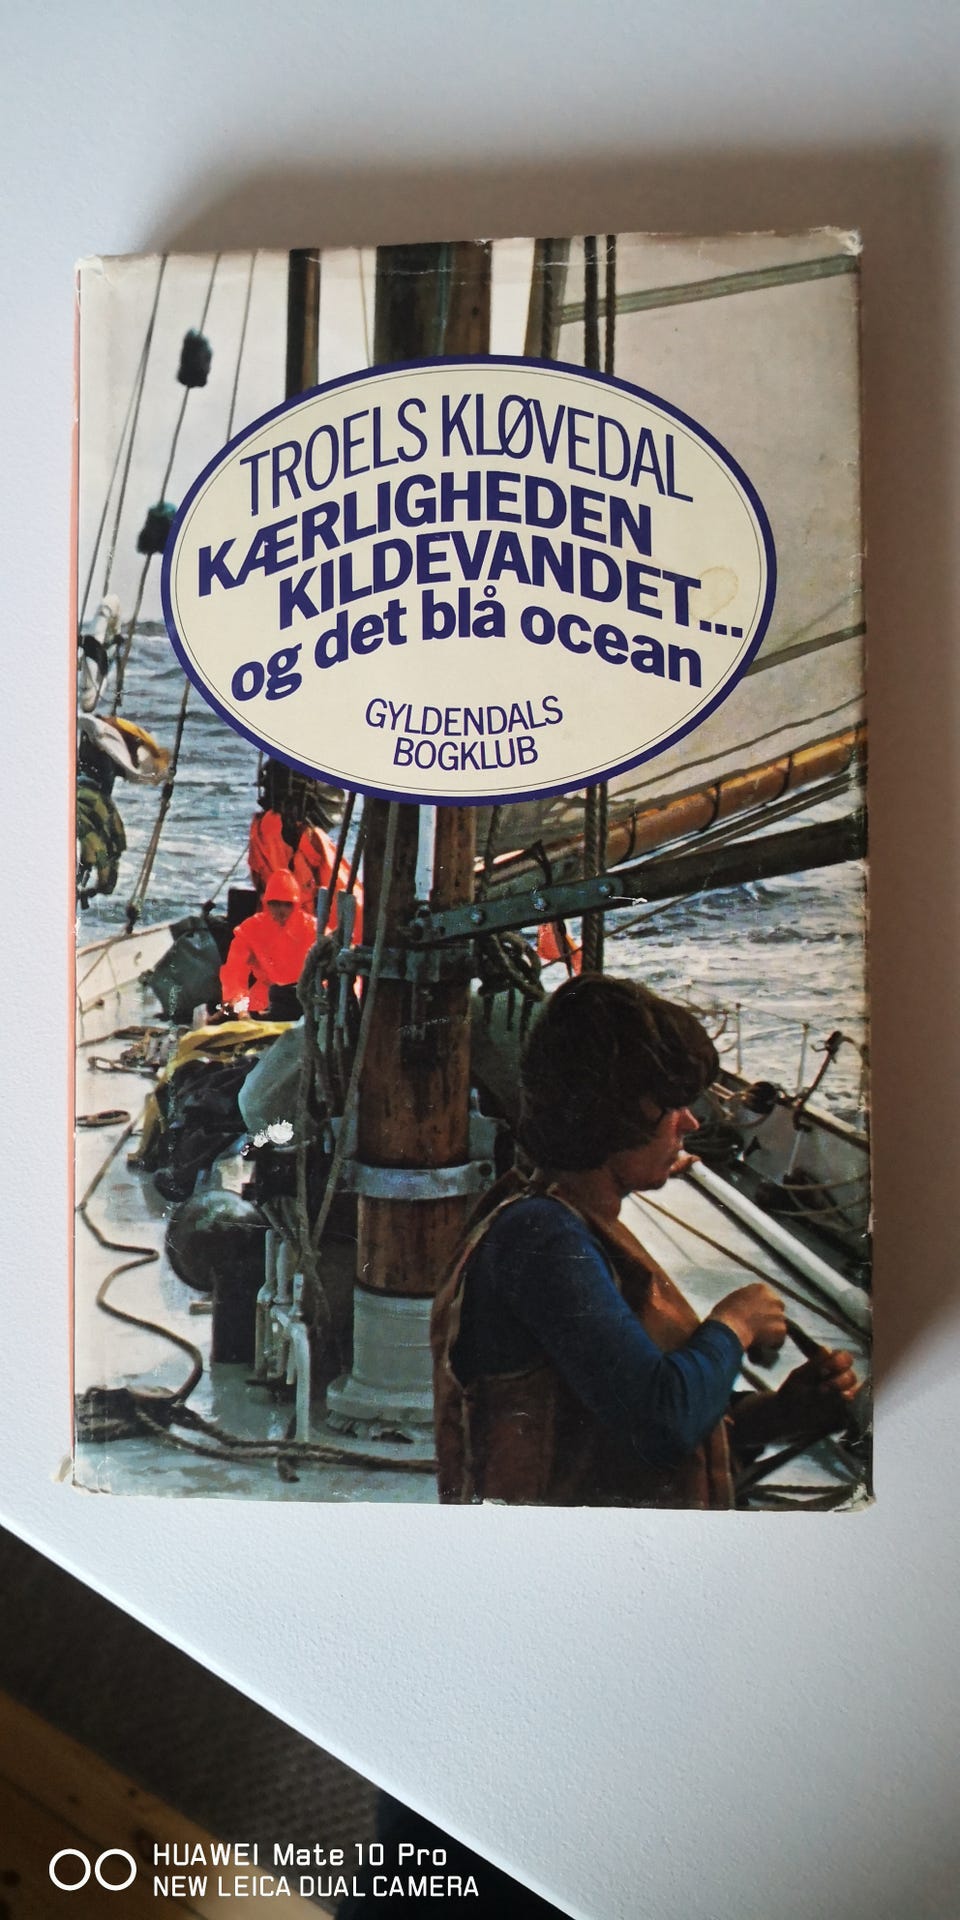 TROELS KLØVEDAL
KÆRLIGHEDEN
KILDEVANDET...
og det blå ocean
GYLDENDALS
BOGKLUB
HUAWEI Mate 10 Pro
NEW LEICA DUAL CAMERA